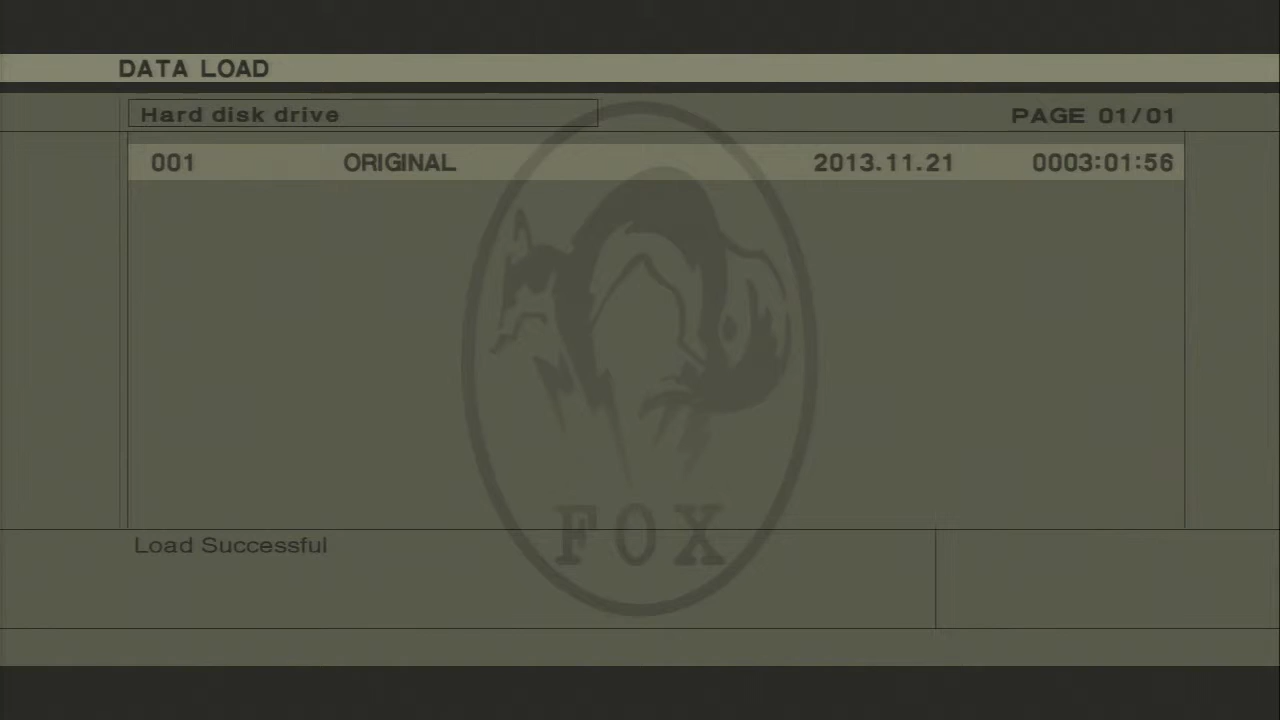 DATA LOAD
Hard disk drive
PAGE 01/01
001 ORIGINAL 2013.11.21 0003:01:56
FOX
Load Successful